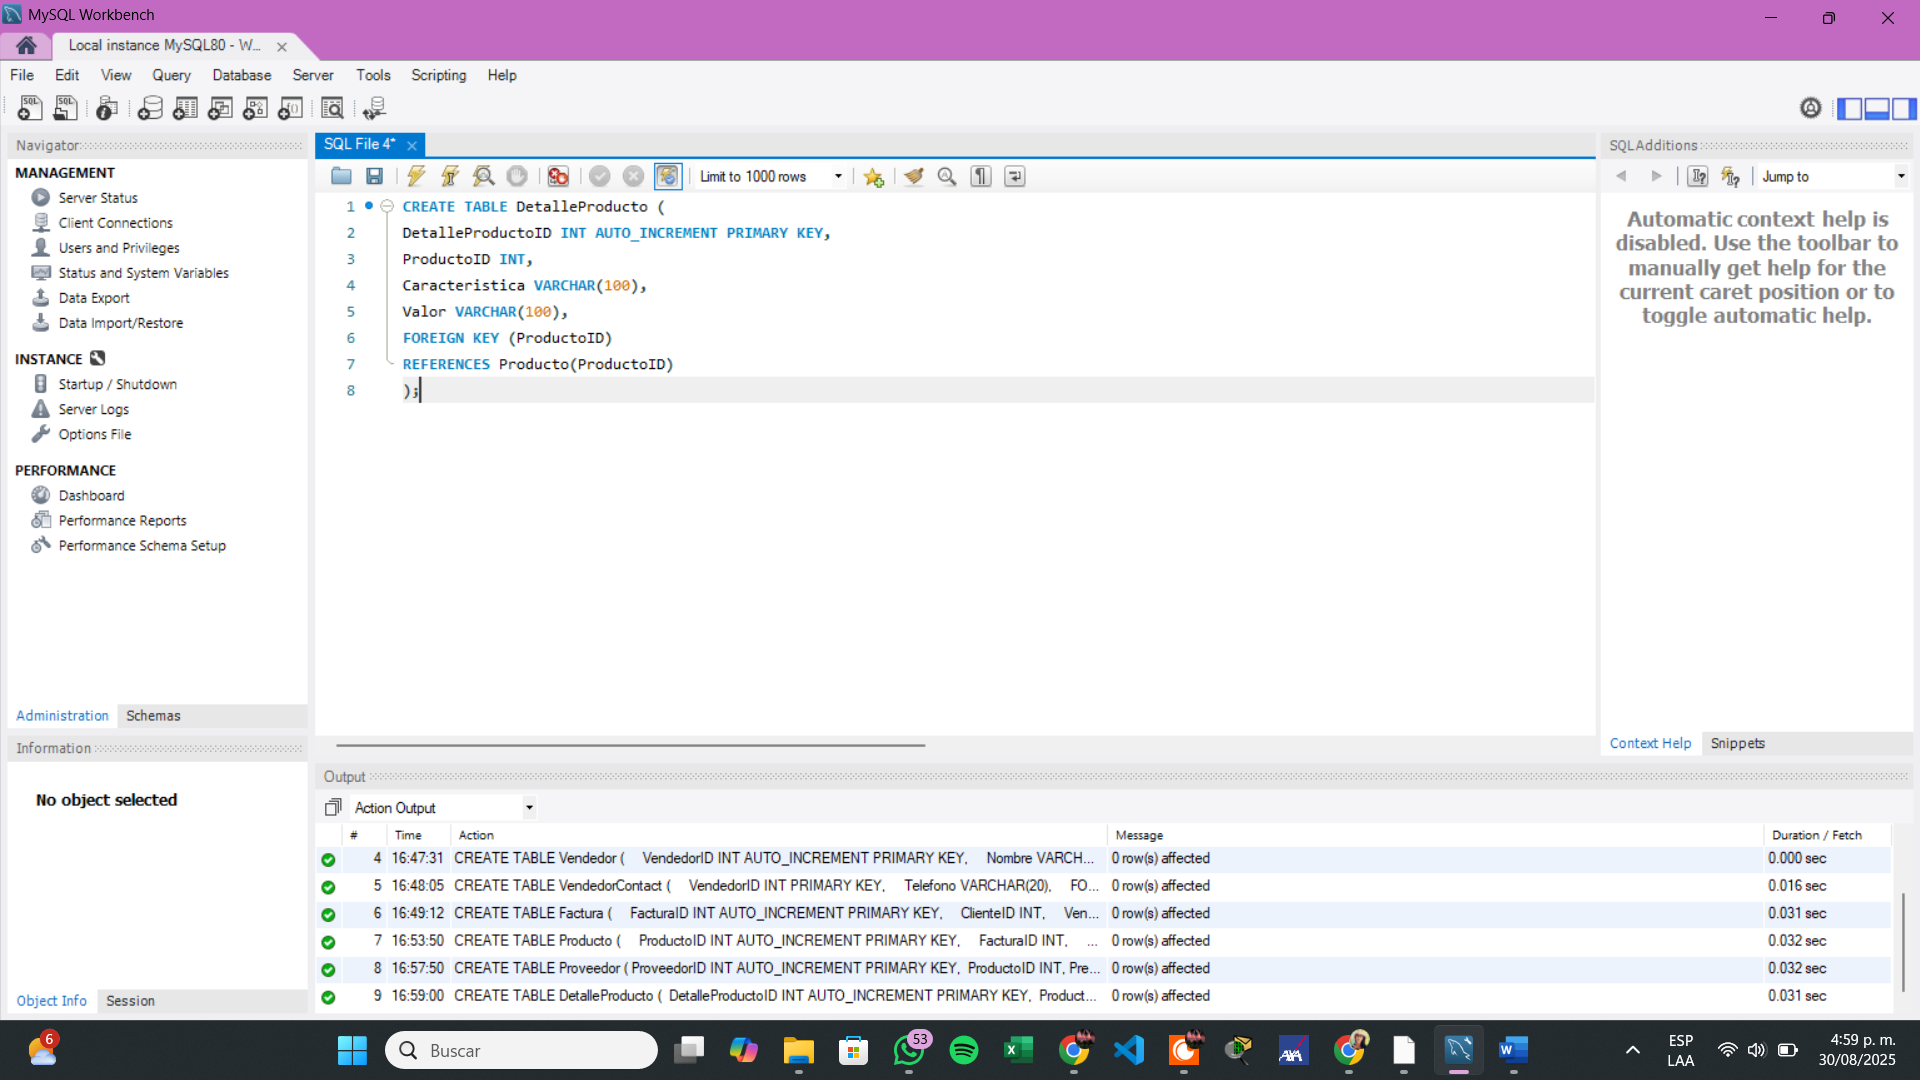 MySQL Workbench
Local instance MySQL80 - W...
File Edit View Query Database Server Tools Scripting Help
Navigator
MANAGEMENT
Server Status
Client Connections
Users and Privileges
Status and System Variables
Data Export
Data Import/Restore
INSTANCE
Startup / Shutdown
Server Logs
Options File
PERFORMANCE
Dashboard
Performance Reports
Performance Schema Setup
Administration Schemas
Information
No object selected
Object Info Session
SQL File 4*
Limit to 1000 rows
1 CREATE TABLE DetalleProducto (
2 DetalleProductoID INT AUTO_INCREMENT PRIMARY KEY,
3 ProductoID INT,
4 Caracteristica VARCHAR(100),
5 Valor VARCHAR(100),
6 FOREIGN KEY (ProductoID)
7 REFERENCES Producto(ProductoID)
8 );
SQLAdditions
Jump to
Automatic context help is
disabled. Use the toolbar to
manually get help for the
current caret position or to
toggle automatic help.
Context Help Snippets
Output
Action Output
# Time Action Message Duration / Fetch
4 16:47:31 CREATE TABLE Vendedor ( VendedorID INT AUTO_INCREMENT PRIMARY KEY, Nombre VARCH... 0 row(s) affected 0.000 sec
5 16:48:05 CREATE TABLE VendedorContact ( VendedorID INT PRIMARY KEY, Telefono VARCHAR(20), FO... 0 row(s) affected 0.016 sec
6 16:49:12 CREATE TABLE Factura ( FacturaID INT AUTO_INCREMENT PRIMARY KEY, ClienteID INT, Ven... 0 row(s) affected 0.031 sec
7 16:53:50 CREATE TABLE Producto ( ProductoID INT AUTO_INCREMENT PRIMARY KEY, FacturaID INT, ... 0 row(s) affected 0.032 sec
8 16:57:50 CREATE TABLE Proveedor ( ProveedorID INT AUTO_INCREMENT PRIMARY KEY, ProductoID INT, Pre... 0 row(s) affected 0.032 sec
9 16:59:00 CREATE TABLE DetalleProducto ( DetalleProductoID INT AUTO_INCREMENT PRIMARY KEY, Product... 0 row(s) affected 0.031 sec
6
Buscar
53
AXA
ESP
LAA
4:59 p. m.
30/08/2025